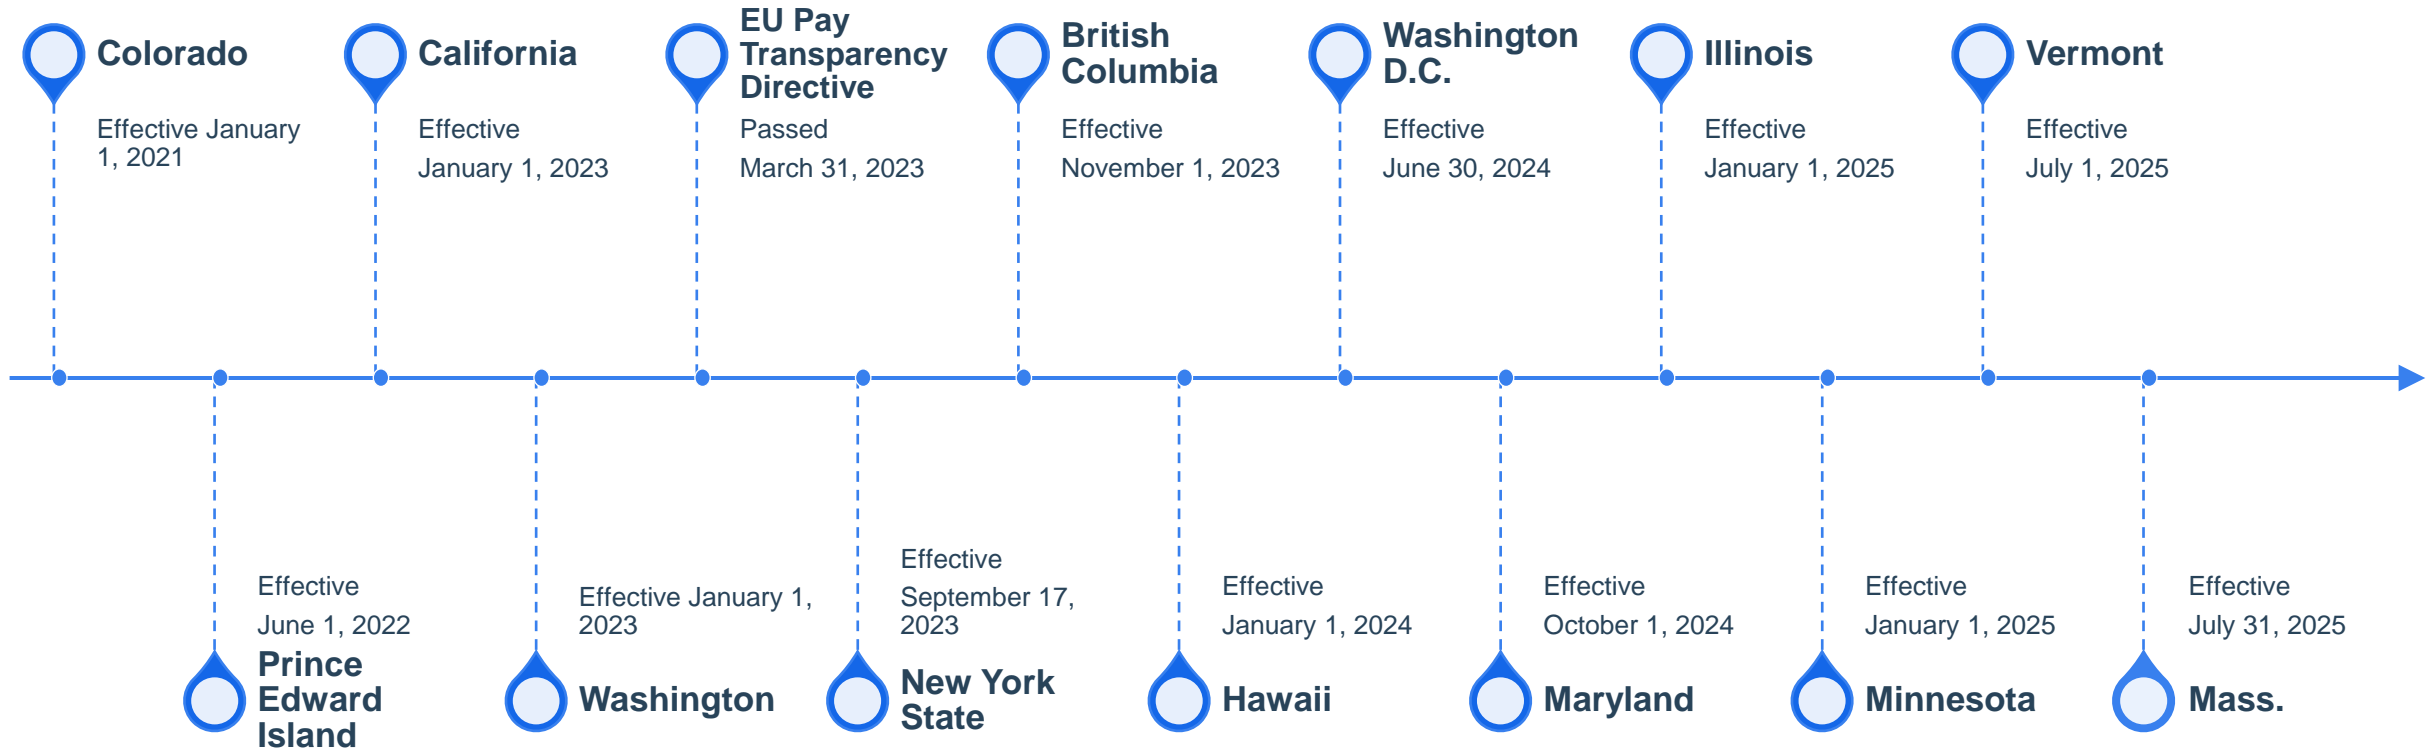 Colorado
Effective January
1, 2021
California
Effective
January 1, 2023
EU Pay
Transparency
Directive
Passed
March 31, 2023
British
Columbia
Effective
November 1, 2023
Washington
D.C.
Effective
June 30, 2024
Illinois
Effective
January 1, 2025
Vermont
Effective
July 1, 2025
Effective
June 1, 2022
Prince
Edward
Island
Effective January 1,
2023
Washington
Effective
September 17,
2023
New York
State
Effective
January 1, 2024
Hawaii
Effective
October 1, 2024
Maryland
Effective
January 1, 2025
Minnesota
Effective
July 31, 2025
Mass.